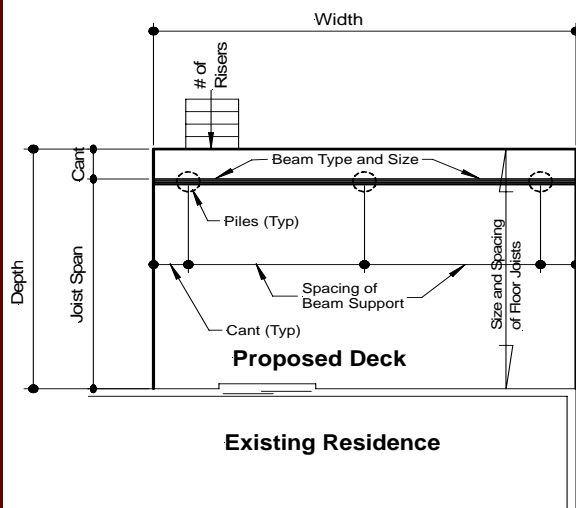 Width
# of
Risers
Cant
Beam Type and Size
Piles (Typ)
Depth
Joist Span
Size and Spacing
of Floor Joists
Spacing of
Beam Support
Cant (Typ)
Proposed Deck
Existing Residence